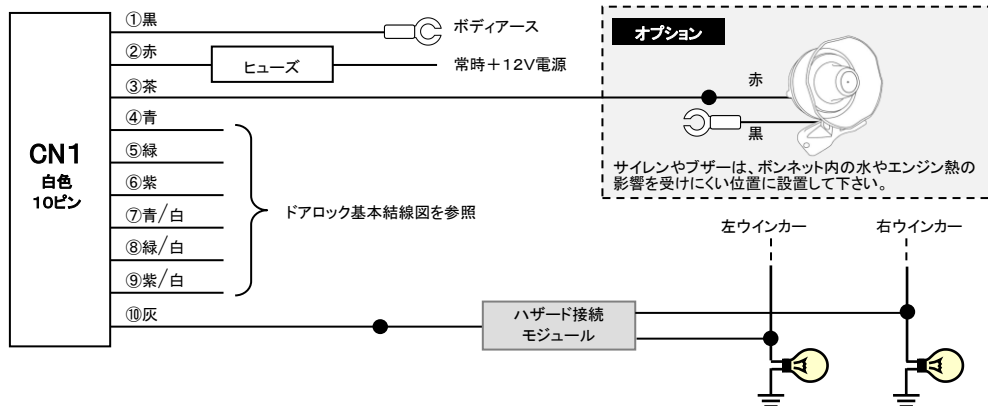 CN1
白色
10ピン
①黒
ボディアース
②赤
ヒューズ
常時+12V電源
③茶
④青
⑤緑
⑥紫
⑦青/白
⑧緑/白
⑨紫/白
ドアロック基本結線図を参照
⑩灰
ハザード接続
モジュール
オプション
赤
黒
サイレンやブザーは、ボンネット内の水やエンジン熱の
影響を受けにくい位置に設置して下さい。
左ウインカー
右ウインカー